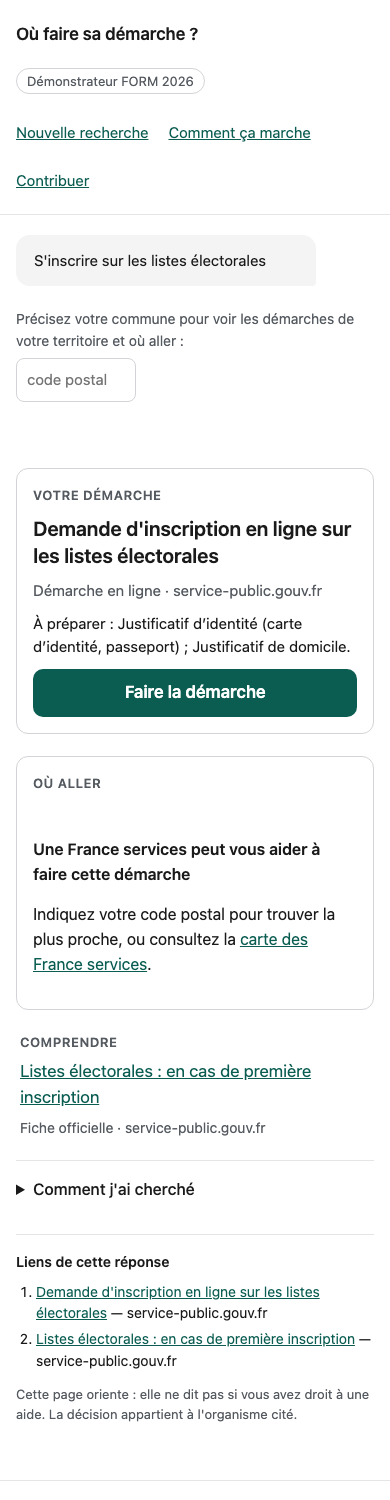 Où faire sa démarche ?
Démonstrateur FORM 2026
Nouvelle recherche Comment ça marche
Contribuer
S'inscrire sur les listes électorales
Précisez votre commune pour voir les démarches de
votre territoire et où aller :
code postal
VOTRE DÉMARCHE
Demande d'inscription en ligne sur
les listes électorales
Démarche en ligne · service-public.gouv.fr
À préparer : Justificatif d’identité (carte
d’identité, passeport) ; Justificatif de domicile.
Faire la démarche
OÙ ALLER
Une France services peut vous aider à
faire cette démarche
Indiquez votre code postal pour trouver la
plus proche, ou consultez la carte des
France services.
COMPRENDRE
Listes électorales : en cas de première
inscription
Fiche officielle · service-public.gouv.fr
Comment j'ai cherché
Liens de cette réponse
1. Demande d'inscription en ligne sur les listes
électorales — service-public.gouv.fr
2. Listes électorales : en cas de première inscription —
service-public.gouv.fr
Cette page oriente : elle ne dit pas si vous avez droit à une
aide. La décision appartient à l'organisme cité.